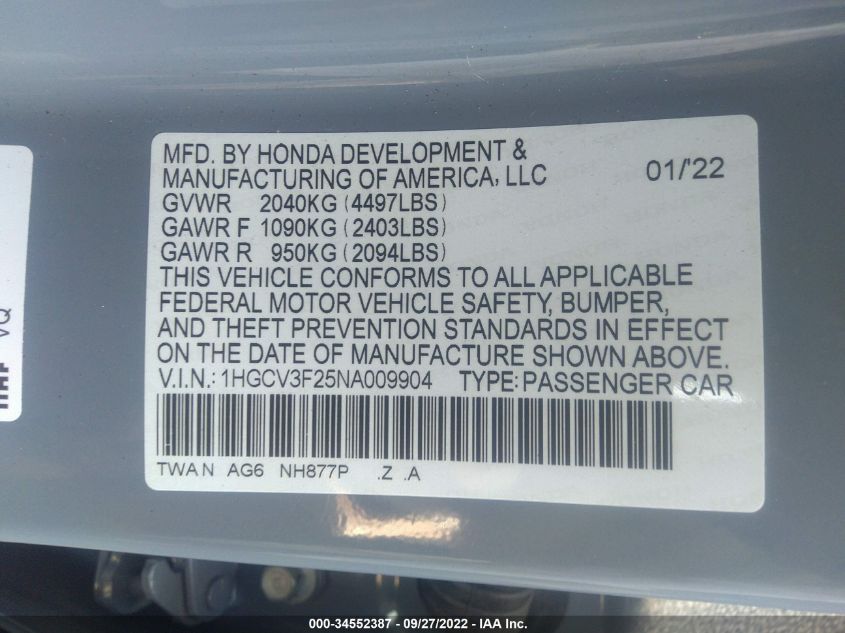 MFD. BY HONDA DEVELOPMENT &
MANUFACTURING OF AMERICA, LLC 01/'22
GVWR 2040KG (4497LBS)
GAWR F 1090KG (2403LBS)
GAWR R 950KG (2094LBS)
THIS VEHICLE CONFORMS TO ALL APPLICABLE
FEDERAL MOTOR VEHICLE SAFETY, BUMPER,
AND THEFT PREVENTION STANDARDS IN EFFECT
ON THE DATE OF MANUFACTURE SHOWN ABOVE.
V.I.N.: 1HGCV3F25NA009904 TYPE: PASSENGER CAR
TWA N AG6 NH877P .Z .A
VQ
000-34552387 - 09/27/2022 - IAA Inc.